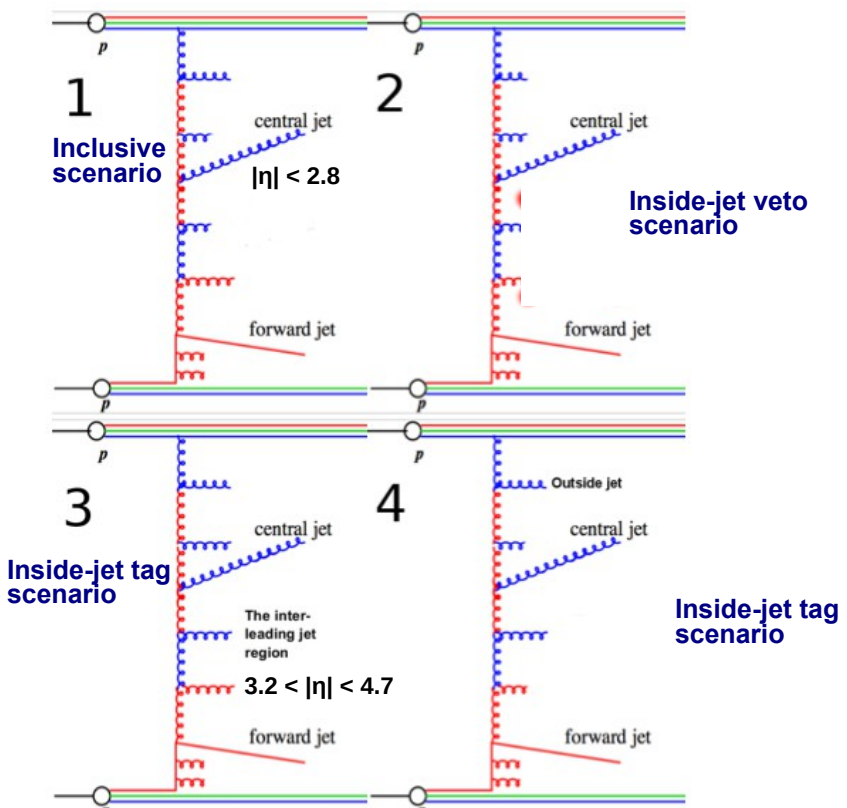 p
1
central jet
Inclusive
scenario
|η| < 2.8
forward jet
p
p
2
central jet
Inside-jet veto
scenario
forward jet
p
p
3
central jet
Inside-jet tag
scenario
The inter-
leading jet
region
3.2 < |η| < 4.7
forward jet
p
4
Outside jet
central jet
Inside-jet tag
scenario
forward jet